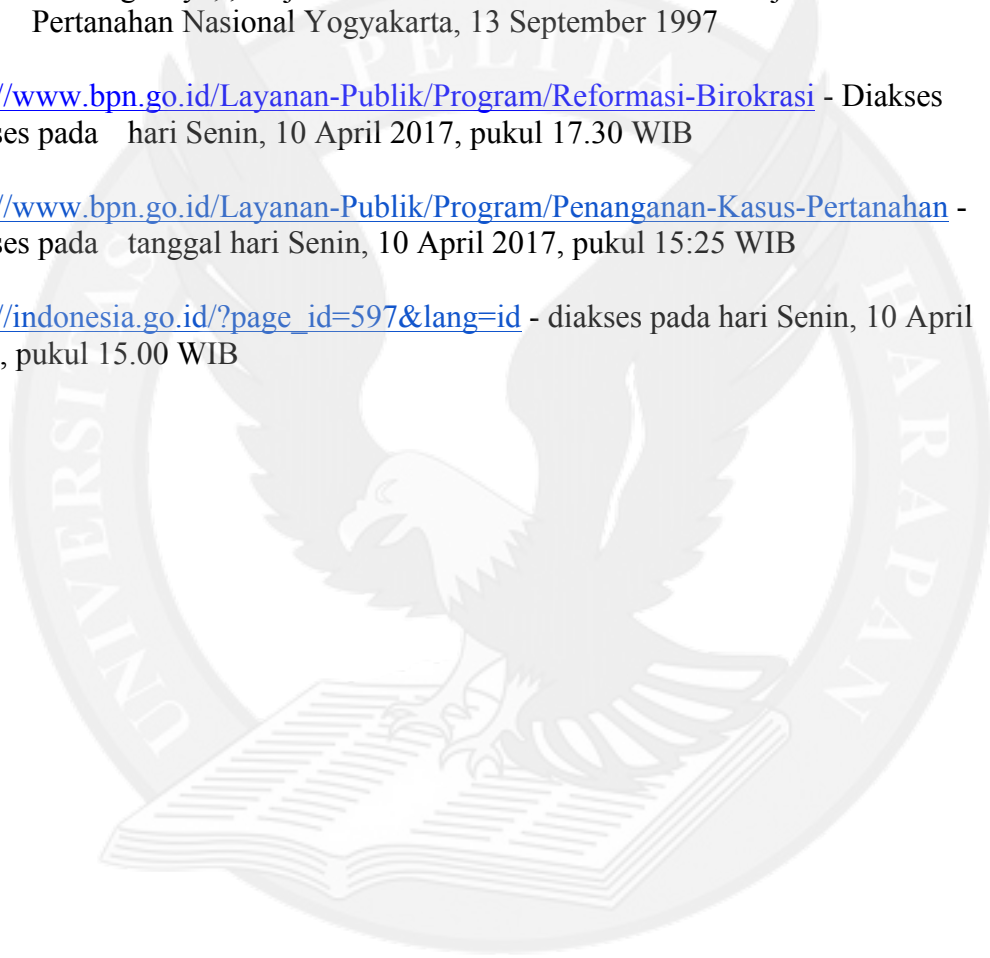 Pertanahan Nasional Yogyakarta, 13 September 1997
//www.bpn.go.id/Layanan-Publik/Program/Reformasi-Birokrasi - Diakses
ses pada hari Senin, 10 April 2017, pukul 17.30 WIB
//www.bpn.go.id/Layanan-Publik/Program/Penanganan-Kasus-Pertanahan -
ses pada tanggal hari Senin, 10 April 2017, pukul 15:25 WIB
//indonesia.go.id/?page_id=597&lang=id - diakses pada hari Senin, 10 April
, pukul 15.00 WIB
UNIVERSITAS PELITA HARAPAN